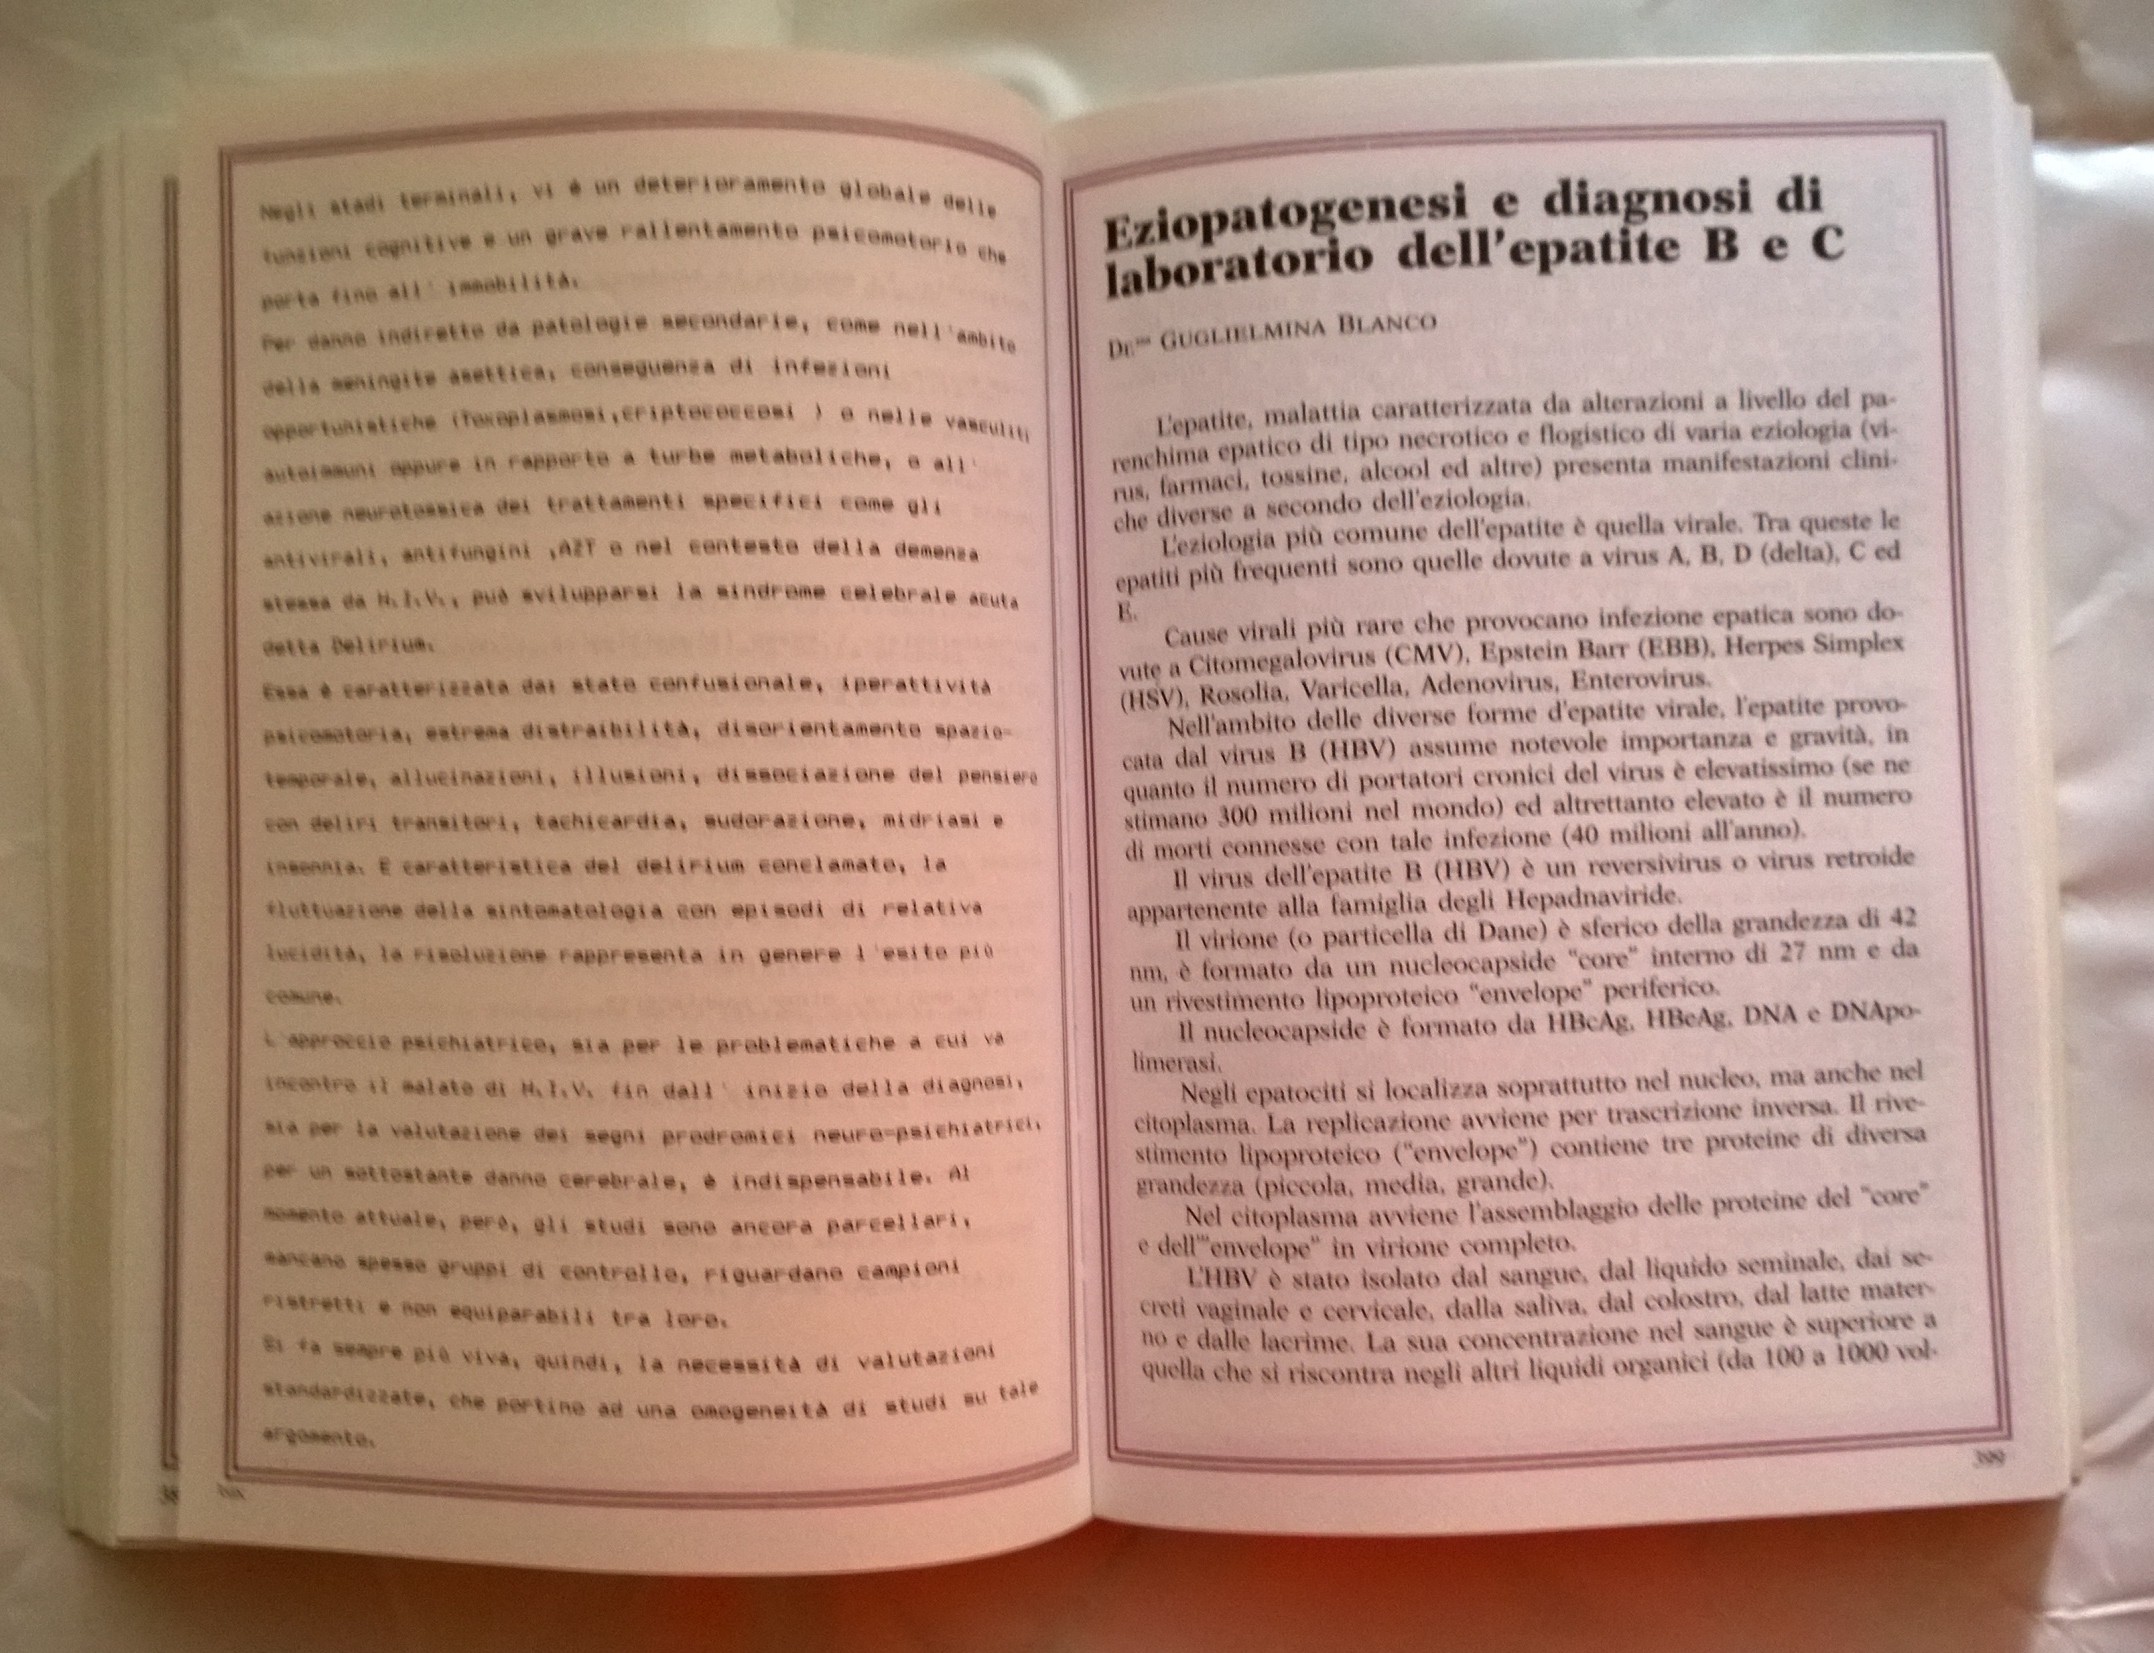 Negli stadi terminali, vi è un deterioramento globale delle
funzioni cognitive e un grave rallentamento psicomotorio che
porta fino all' immobilità.
Per danno indiretto da patologie secondarie, come nell'ambito
della meningite asettica, conseguenza di infezioni
opportunistiche (Toxoplasmosi,criptococcosi ) o nelle vasculiti
autoimmuni oppure in rapporto a turbe metaboliche, o all'
azione neurotossica dei trattamenti specifici come gli
antivirali, antifungini ,AZT o nel contesto della demenza
stessa da H.I.V., può svilupparsi la sindrome celebrale acuta
detta Delirium.
Essa è caratterizzata da: stato confusionale, iperattività
psicomotoria, estrema distraibilità, disorientamento spazio-
temporale, allucinazioni, illusioni, dissociazione del pensiero
con deliri transitori, tachicardia, sudorazione, midriasi e
insonnia. E caratteristica del delirium conclamato, la
fluttuazione della sintomatologia con episodi di relativa
lucidità, la risoluzione rappresenta in genere l'esito più
comune.
L'approccio psichiatrico, sia per le problematiche a cui va
incontro il malato di H.I.V. fin dall' inizio della diagnosi,
sia per la valutazione dei segni prodromici neuro-psichiatrici,
per un sottostante danno cerebrale, è indispensabile. Al
momento attuale, però, gli studi sono ancora parcellari,
mancano spesso gruppi di controllo, riguardano campioni
ristretti e non equiparabili tra loro.
Si fa sempre più viva, quindi, la necessità di valutazioni
standardizzate, che portino ad una omogeneità di studi su tale
argomento.
38
Eziopatogenesi e diagnosi di
laboratorio dell'epatite B e C
GUGLIELMINA BLANCO
L'epatite, malattia caratterizzata da alterazioni a livello del pa-
renchima epatico di tipo necrotico e flogistico di varia eziologia (vi-
rus, farmaci, tossine, alcool ed altre) presenta manifestazioni clini-
che diverse a secondo dell'eziologia.
L'eziologia più comune dell'epatite è quella virale. Tra queste le
epatiti più frequenti sono quelle dovute a virus A, B, D (delta), C ed
E.
Cause virali più rare che provocano infezione epatica sono do-
vute a Citomegalovirus (CMV), Epstein Barr (EBB), Herpes Simplex
(HSV), Rosolia, Varicella, Adenovirus, Enterovirus.
Nell'ambito delle diverse forme d'epatite virale, l'epatite provo-
cata dal virus B (HBV) assume notevole importanza e gravità, in
quanto il numero di portatori cronici del virus è elevatissimo (se ne
stimano 300 milioni nel mondo) ed altrettanto elevato è il numero
di morti connesse con tale infezione (40 milioni all'anno).
Il virus dell'epatite B (HBV) è un reversivirus o virus retroide
appartenente alla famiglia degli Hepadnaviride.
Il virione (o particella di Dane) è sferico della grandezza di 42
nm, è formato da un nucleocapside "core" interno di 27 nm e da
un rivestimento lipoproteico "envelope" periferico.
Il nucleocapside è formato da HBcAg, HBeAg, DNA e DNApo-
limerasi.
Negli epatociti si localizza soprattutto nel nucleo, ma anche nel
citoplasma. La replicazione avviene per trascrizione inversa. Il rive-
stimento lipoproteico ("envelope") contiene tre proteine di diversa
grandezza (piccola, media, grande).
Nel citoplasma avviene l'assemblaggio delle proteine del "core"
e dell'"envelope" in virione completo.
L'HBV è stato isolato dal sangue, dal liquido seminale, dai se-
creti vaginale e cervicale, dalla saliva, dal colostro, dal latte mater-
no e dalle lacrime. La sua concentrazione nel sangue è superiore a
quella che si riscontra negli altri liquidi organici (da 100 a 1000 vol-
399